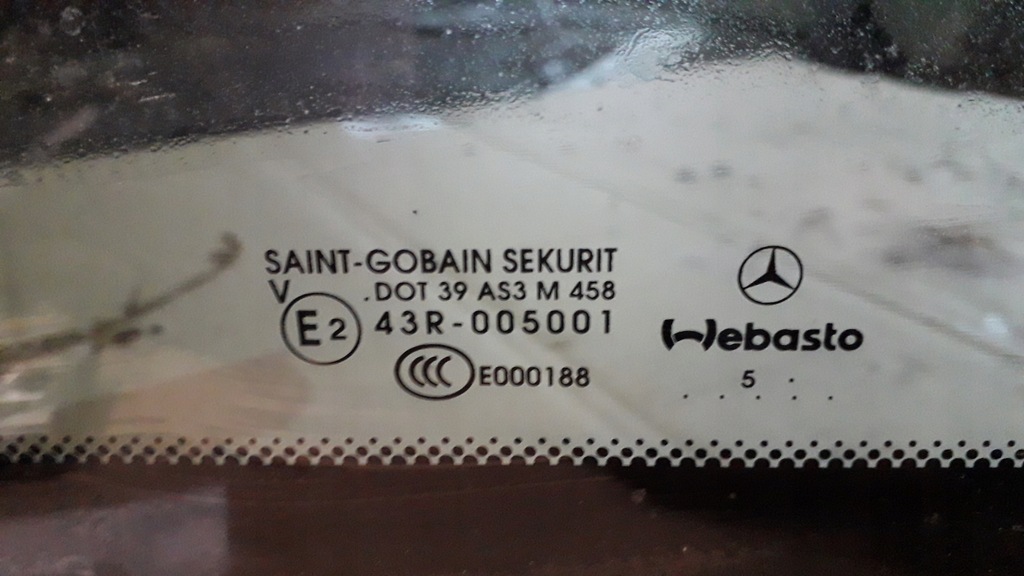 SAINT-GOBAIN SEKURIT
V .DOT 39 AS3 M 458
E2 43R-005001
CCC E000188
Webasto
5 .
. . . . .